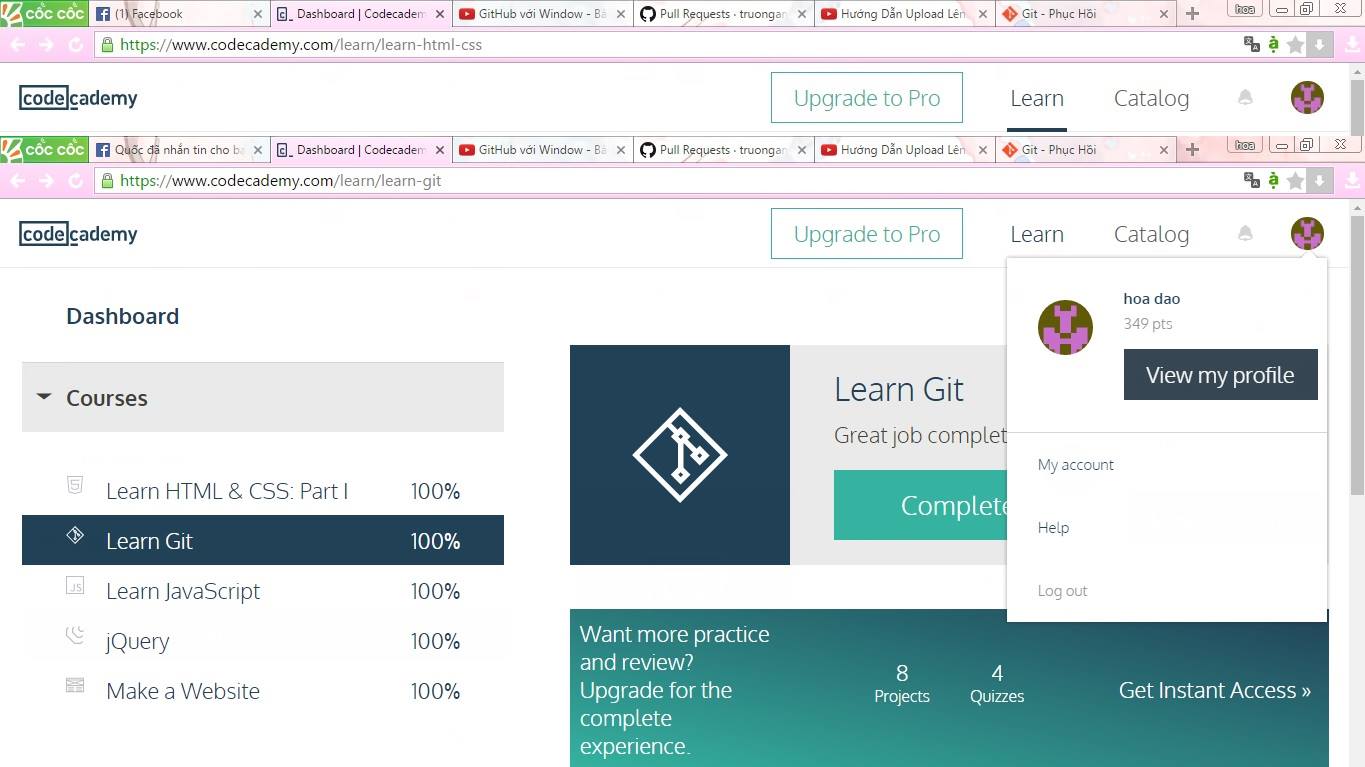 cốc cốc
(1) Facebook
Dashboard | Codecadem
GitHub với Window - Bà
Pull Requests · truongan
Hướng Dẫn Upload Lên
Git - Phục Hồi
hoa
https://www.codecademy.com/learn/learn-html-css
codecademy
Upgrade to Pro
Learn
Catalog
cốc cốc
Quốc đã nhắn tin cho bạ
Dashboard | Codecadem
GitHub với Window - Bà
Pull Requests · truongan
Hướng Dẫn Upload Lên
Git - Phục Hồi
hoa
https://www.codecademy.com/learn/learn-git
codecademy
Upgrade to Pro
Learn
Catalog
hoa dao
349 pts
View my profile
My account
Help
Log out
Dashboard
Courses
Learn HTML & CSS: Part I 100%
Learn Git 100%
Learn JavaScript 100%
jQuery 100%
Make a Website 100%
Learn Git
Great job complet
Complete
Want more practice
and review?
Upgrade for the
complete
experience.
8
Projects
4
Quizzes
Get Instant Access »